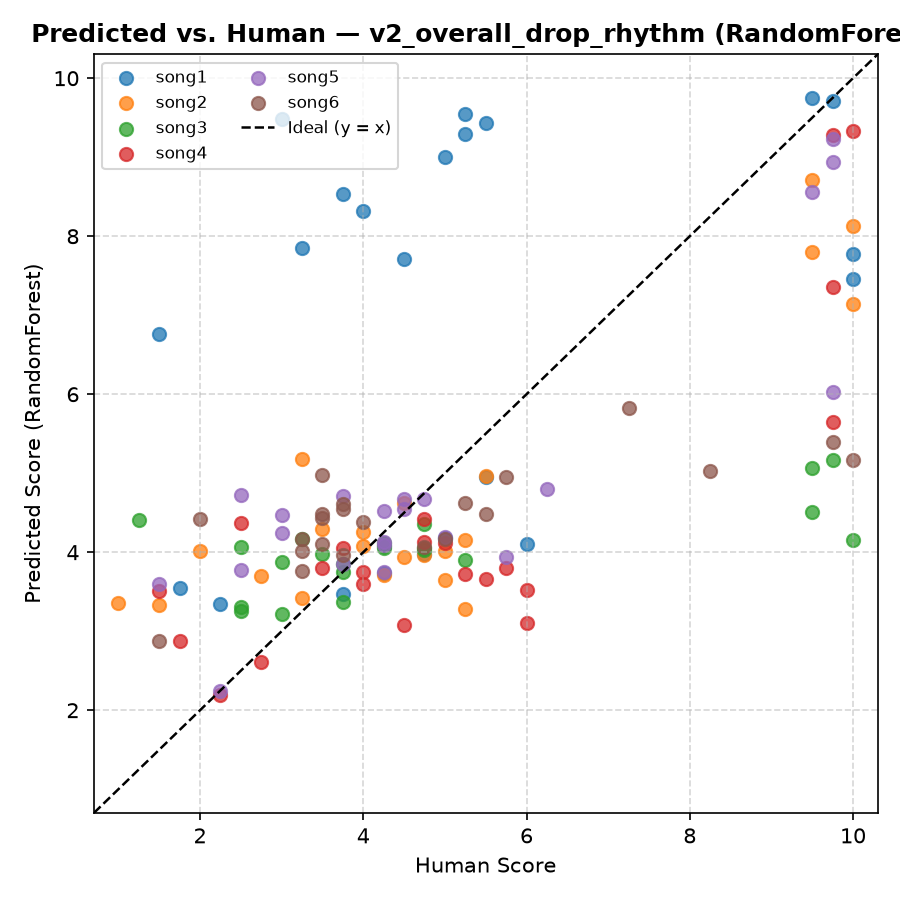 Predicted vs. Human — v2_overall_drop_rhythm (RandomFore
song1
song2
song3
song4
song5
song6
Ideal (y = x)
10
8
6
4
2
Predicted Score (RandomForest)
2 4 6 8 10
Human Score